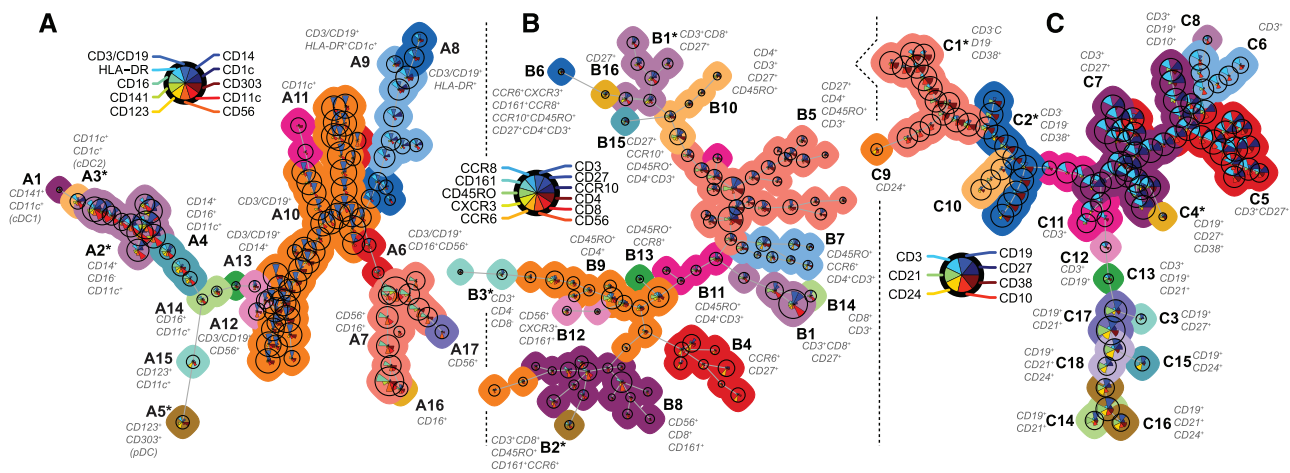 A
CD3/CD19
HLA-DR
CD16
CD141
CD123
CD14
CD1c
CD303
CD11c
CD56
CD3/CD19⁺
HLA-DR⁺CD1c⁺
A8
A9
CD3/CD19⁺
HLA-DR⁺
CD11c⁺
A11
CD11c⁺
CD1c⁺
(cDC2)
A3*
A1
CD141⁺
CD11c⁺
(cDC1)
CD14⁺
CD16⁺
CD11c⁺
A4
CD3/CD19⁺
A10
A2*
CD14⁺
CD16⁻
CD11c⁺
CD3/CD19⁺
CD14⁺
A13
CD3/CD19⁺
CD16⁺CD56⁺
A6
A14
CD16⁺
CD11c⁺
A12
CD3/CD19⁺
CD56⁺
CD56⁺
CD16⁺
A7
A17
CD56⁺
A15
CD123⁺
CD11c⁺
A16
CD16⁺
A5*
CD123⁺
CD303⁺
(pDC)
B
B1*
CD3⁺CD8⁺
CD27⁺
CD27⁺
B16
B6
CCR6⁺CXCR3⁺
CD161⁺CCR8⁺
CCR10⁺CD45RO⁺
CD27⁺CD4⁺CD3⁺
CD4⁺
CD3⁺
CD27⁺
CD45RO⁺
B10
B15
CD27⁺
CCR10⁺
CD45RO⁺
CD4⁺CD3⁺
CD27⁺
CD4⁺
CD45RO⁺
CD3⁺
B5
CCR8
CD161
CD45RO
CXCR3
CCR6
CD3
CD27
CCR10
CD4
CD8
CD56
CD45RO⁺
CD4⁺
B9
CD45RO⁺
CCR8⁺
B13
B7
CD45RO⁺
CCR6⁺
CD4⁺CD3⁺
B3*
CD3⁺
CD4⁻
CD8⁻
B12
CD56⁺
CXCR3⁺
CD161⁺
B11
CD45RO⁺
CD4⁺CD3⁺
B14
CD8⁺
CD3⁺
B1
CD3⁺CD8⁺
CD27⁺
B4
CCR6⁺
CD27⁺
B8
CD56⁺
CD8⁺
CD161⁺
B2*
CD3⁺CD8⁺
CD45RO⁺
CD161⁺CCR6⁺
C
C1*
CD3⁻C
D19⁻
CD38⁺
CD3⁺
CD19⁺
CD10⁺
C8
CD3⁺
C6
CD3⁺
CD27⁺
C7
C2*
CD3⁻
CD19⁻
CD38⁺
C9
CD24⁺
C10
C11
CD3⁺
C5
CD3⁺CD27⁺
C4*
CD19⁺
CD27⁺
CD38⁺
CD3
CD21
CD24
CD19
CD27
CD38
CD10
C12
CD3⁺
CD19⁺
C13
CD3⁺
CD19⁺
CD21⁺
C17
CD19⁺
CD21⁺
C3
CD19⁺
CD27⁺
C18
CD19⁺
CD21⁺
CD24⁺
C15
CD19⁺
CD24⁺
C14
CD19⁺
CD21⁺
C16
CD19⁺
CD21⁺
CD24⁺